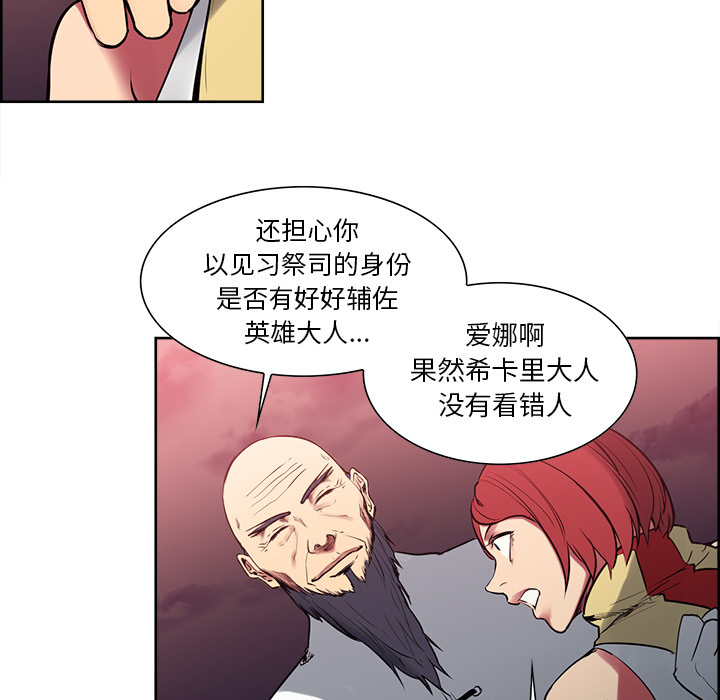 还担心你
以见习祭司的身份
是否有好好辅佐
英雄大人...
爱娜啊
果然希卡里大人
没有看错人